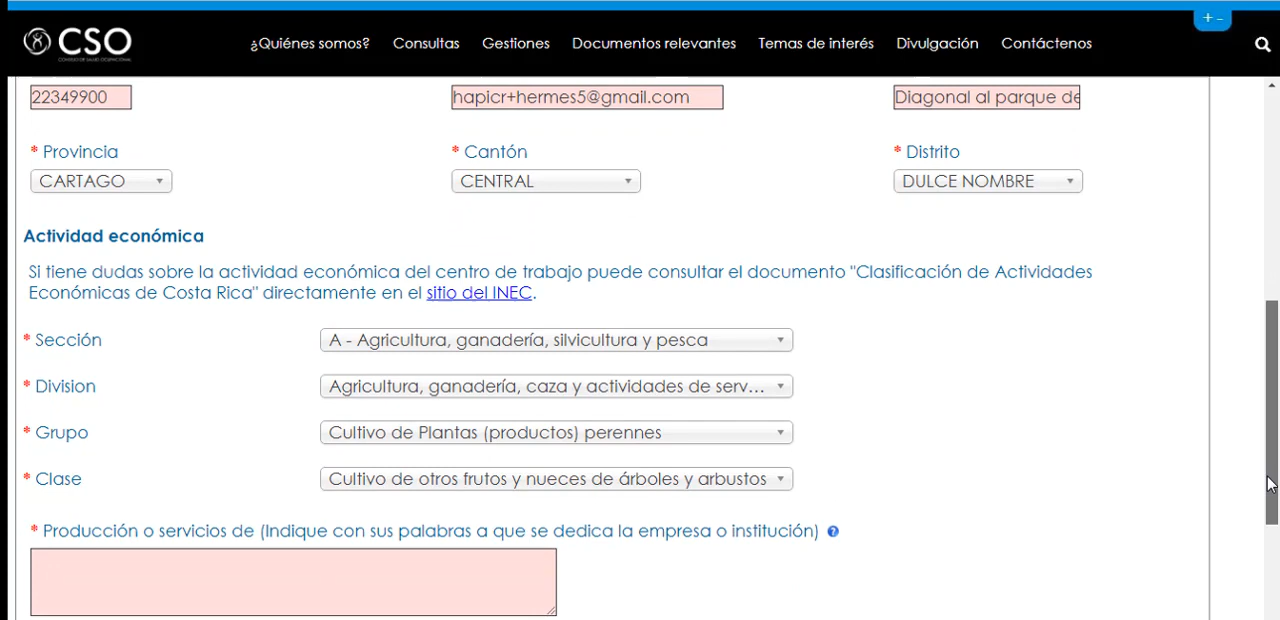 CSO
¿Quiénes somos? Consultas Gestiones Documentos relevantes Temas de interés Divulgación Contáctenos
+ -
CONSEJO DE SALUD OCUPACIONAL
22349900 hapicr+hermes5@gmail.com Diagonal al parque de
* Provincia * Cantón * Distrito
CARTAGO CENTRAL DULCE NOMBRE
Actividad económica
Si tiene dudas sobre la actividad económica del centro de trabajo puede consultar el documento "Clasificación de Actividades
Económicas de Costa Rica" directamente en el sitio del INEC.
* Sección A - Agricultura, ganadería, silvicultura y pesca
* Division Agricultura, ganadería, caza y actividades de serv...
* Grupo Cultivo de Plantas (productos) perennes
* Clase Cultivo de otros frutos y nueces de árboles y arbustos
* Producción o servicios de (Indique con sus palabras a que se dedica la empresa o institución) ?